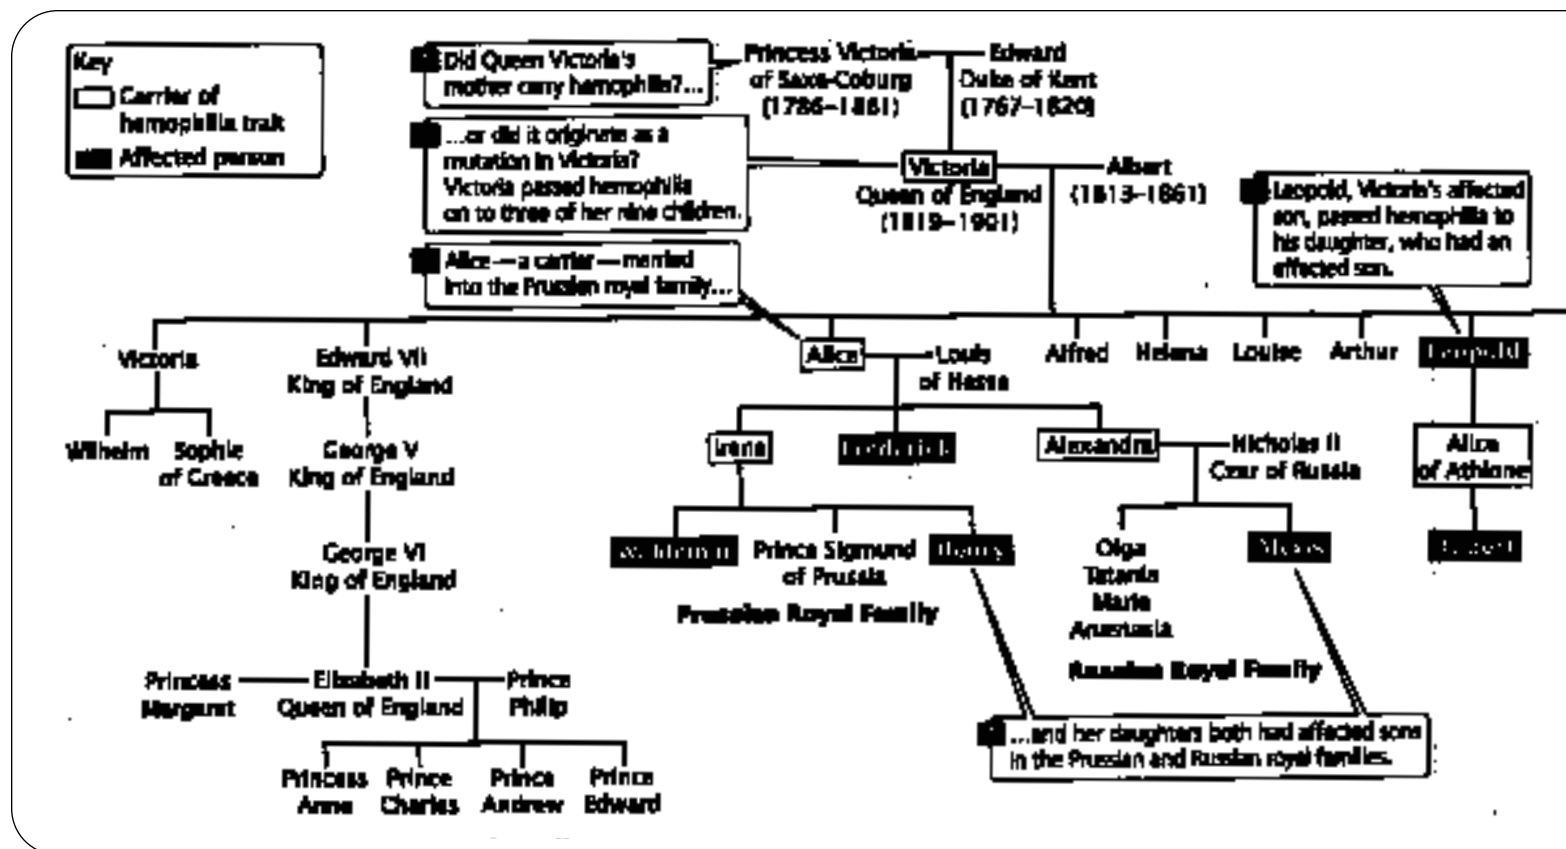 Key
Carrier of
hemophilia trait
Affected person
Did Queen Victoria's
mother carry hemophilia?...
...or did it originate as a
mutation in Victoria?
Victoria passed hemophilia
on to three of her nine children.
Alice—a carrier—married
into the Prussian royal family...
Princess Victoria
of Saxe-Coburg
(1786–1861)
Edward
Duke of Kent
(1767–1820)
Victoria
Queen of England
(1819–1901)
Albert
(1813–1861)
Leopold, Victoria's affected
son, passed hemophilia to
his daughter, who had an
affected son.
Victoria
Edward VII
King of England
Alice
Louis
of Hesse
Alfred
Helena
Louise
Arthur
Leopold
Wilhelm
Sophie
of Greece
George V
King of England
Irene
Alexandra
Nicholas II
Czar of Russia
Alice
of Athlone
George VI
King of England
Prince Sigmund
of Prussia
Henry
Olga
Tatania
Marie
Anastasia
Alexis
Prussian Royal Family
Russian Royal Family
Princess
Margaret
Elizabeth II
Queen of England
Prince
Philip
...and her daughters both had affected sons
in the Prussian and Russian royal families.
Princess
Anne
Prince
Charles
Prince
Andrew
Prince
Edward